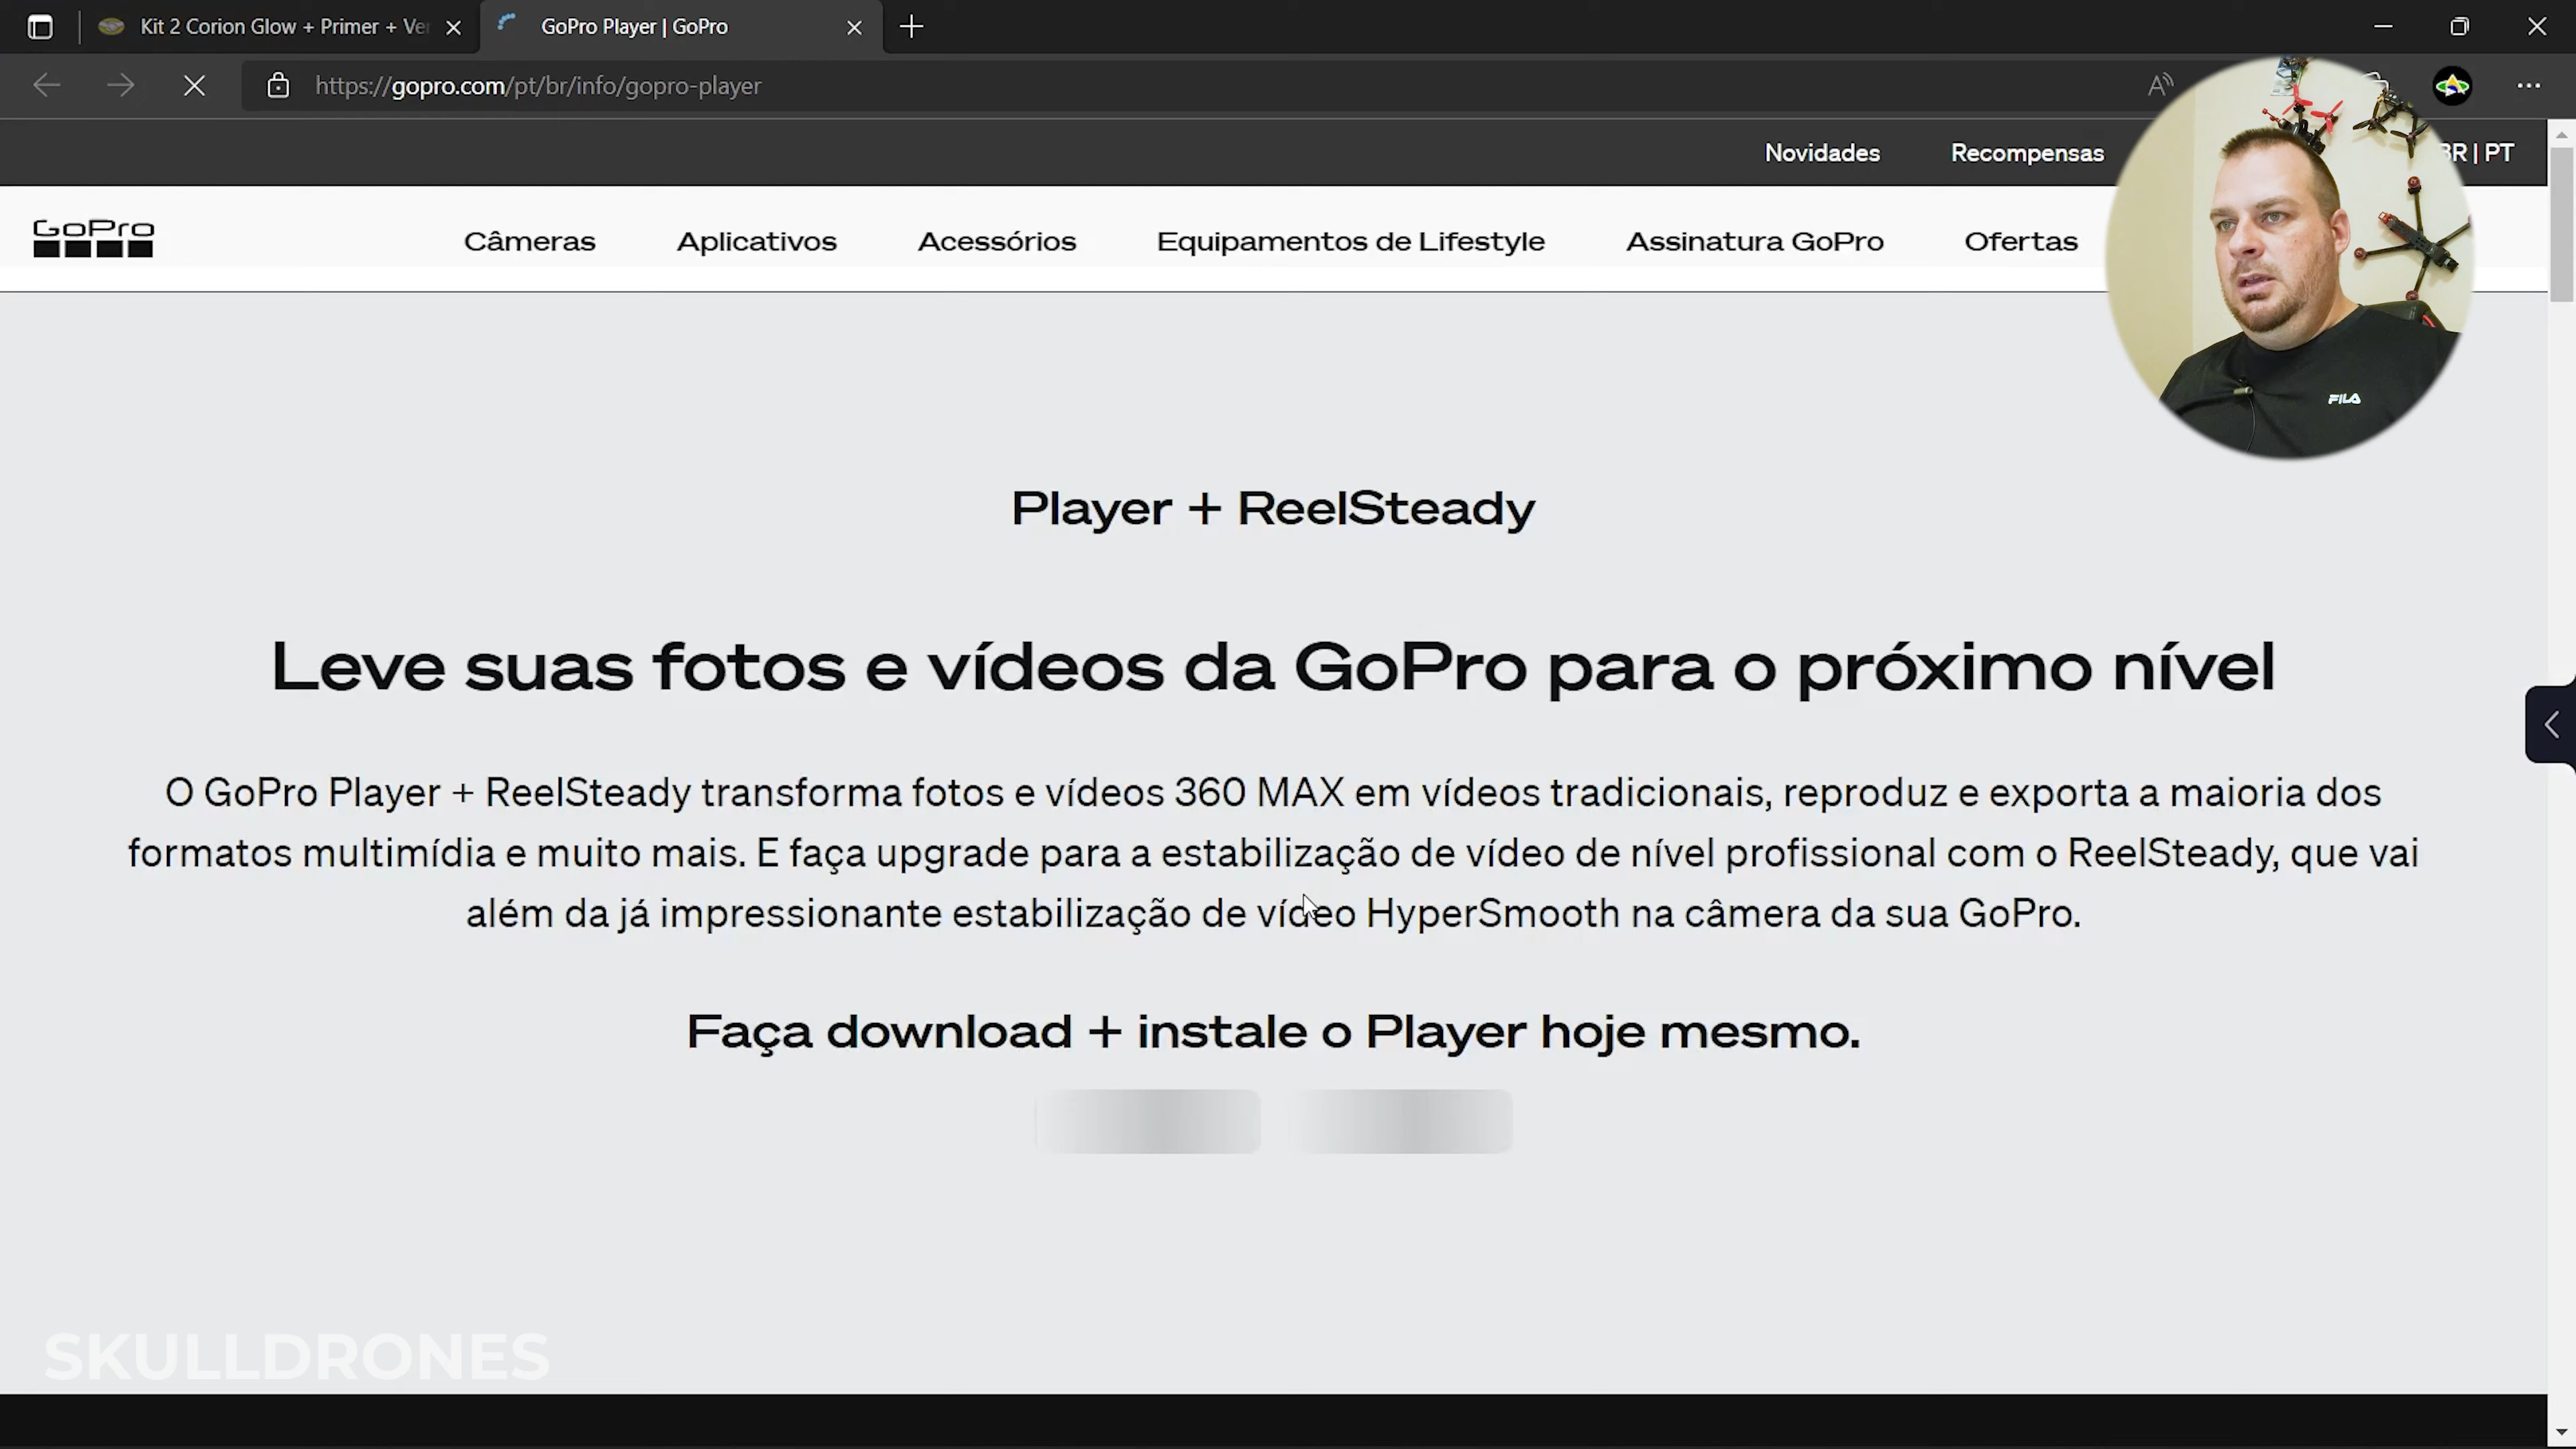 Kit 2 Corion Glow + Primer + Ve
GoPro Player | GoPro
https://gopro.com/pt/br/info/gopro-player
Novidades
Recompensas
BR | PT
GoPro
Câmeras
Aplicativos
Acessórios
Equipamentos de Lifestyle
Assinatura GoPro
Ofertas
FILA
Player + ReelSteady
Leve suas fotos e vídeos da GoPro para o próximo nível
O GoPro Player + ReelSteady transforma fotos e vídeos 360 MAX em vídeos tradicionais, reproduz e exporta a maioria dos
formatos multimídia e muito mais. E faça upgrade para a estabilização de vídeo de nível profissional com o ReelSteady, que vai
além da já impressionante estabilização de vídeo HyperSmooth na câmera da sua GoPro.
Faça download + instale o Player hoje mesmo.
SKULLDRONES